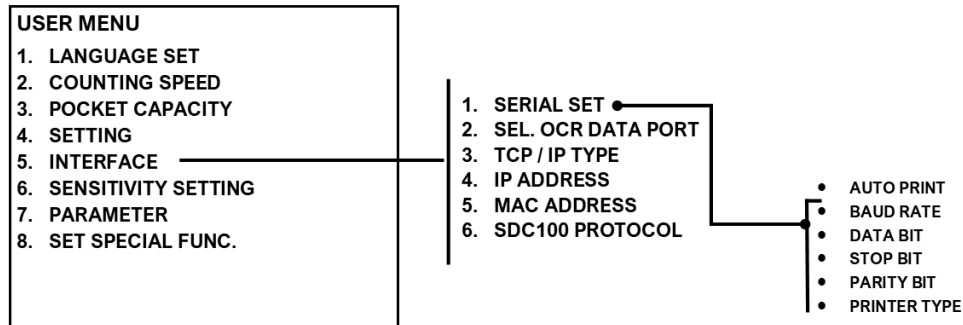 USER MENU
1. LANGUAGE SET
2. COUNTING SPEED
3. POCKET CAPACITY
4. SETTING
5. INTERFACE
6. SENSITIVITY SETTING
7. PARAMETER
8. SET SPECIAL FUNC.
1. SERIAL SET
2. SEL. OCR DATA PORT
3. TCP / IP TYPE
4. IP ADDRESS
5. MAC ADDRESS
6. SDC100 PROTOCOL
• AUTO PRINT
• BAUD RATE
• DATA BIT
• STOP BIT
• PARITY BIT
• PRINTER TYPE